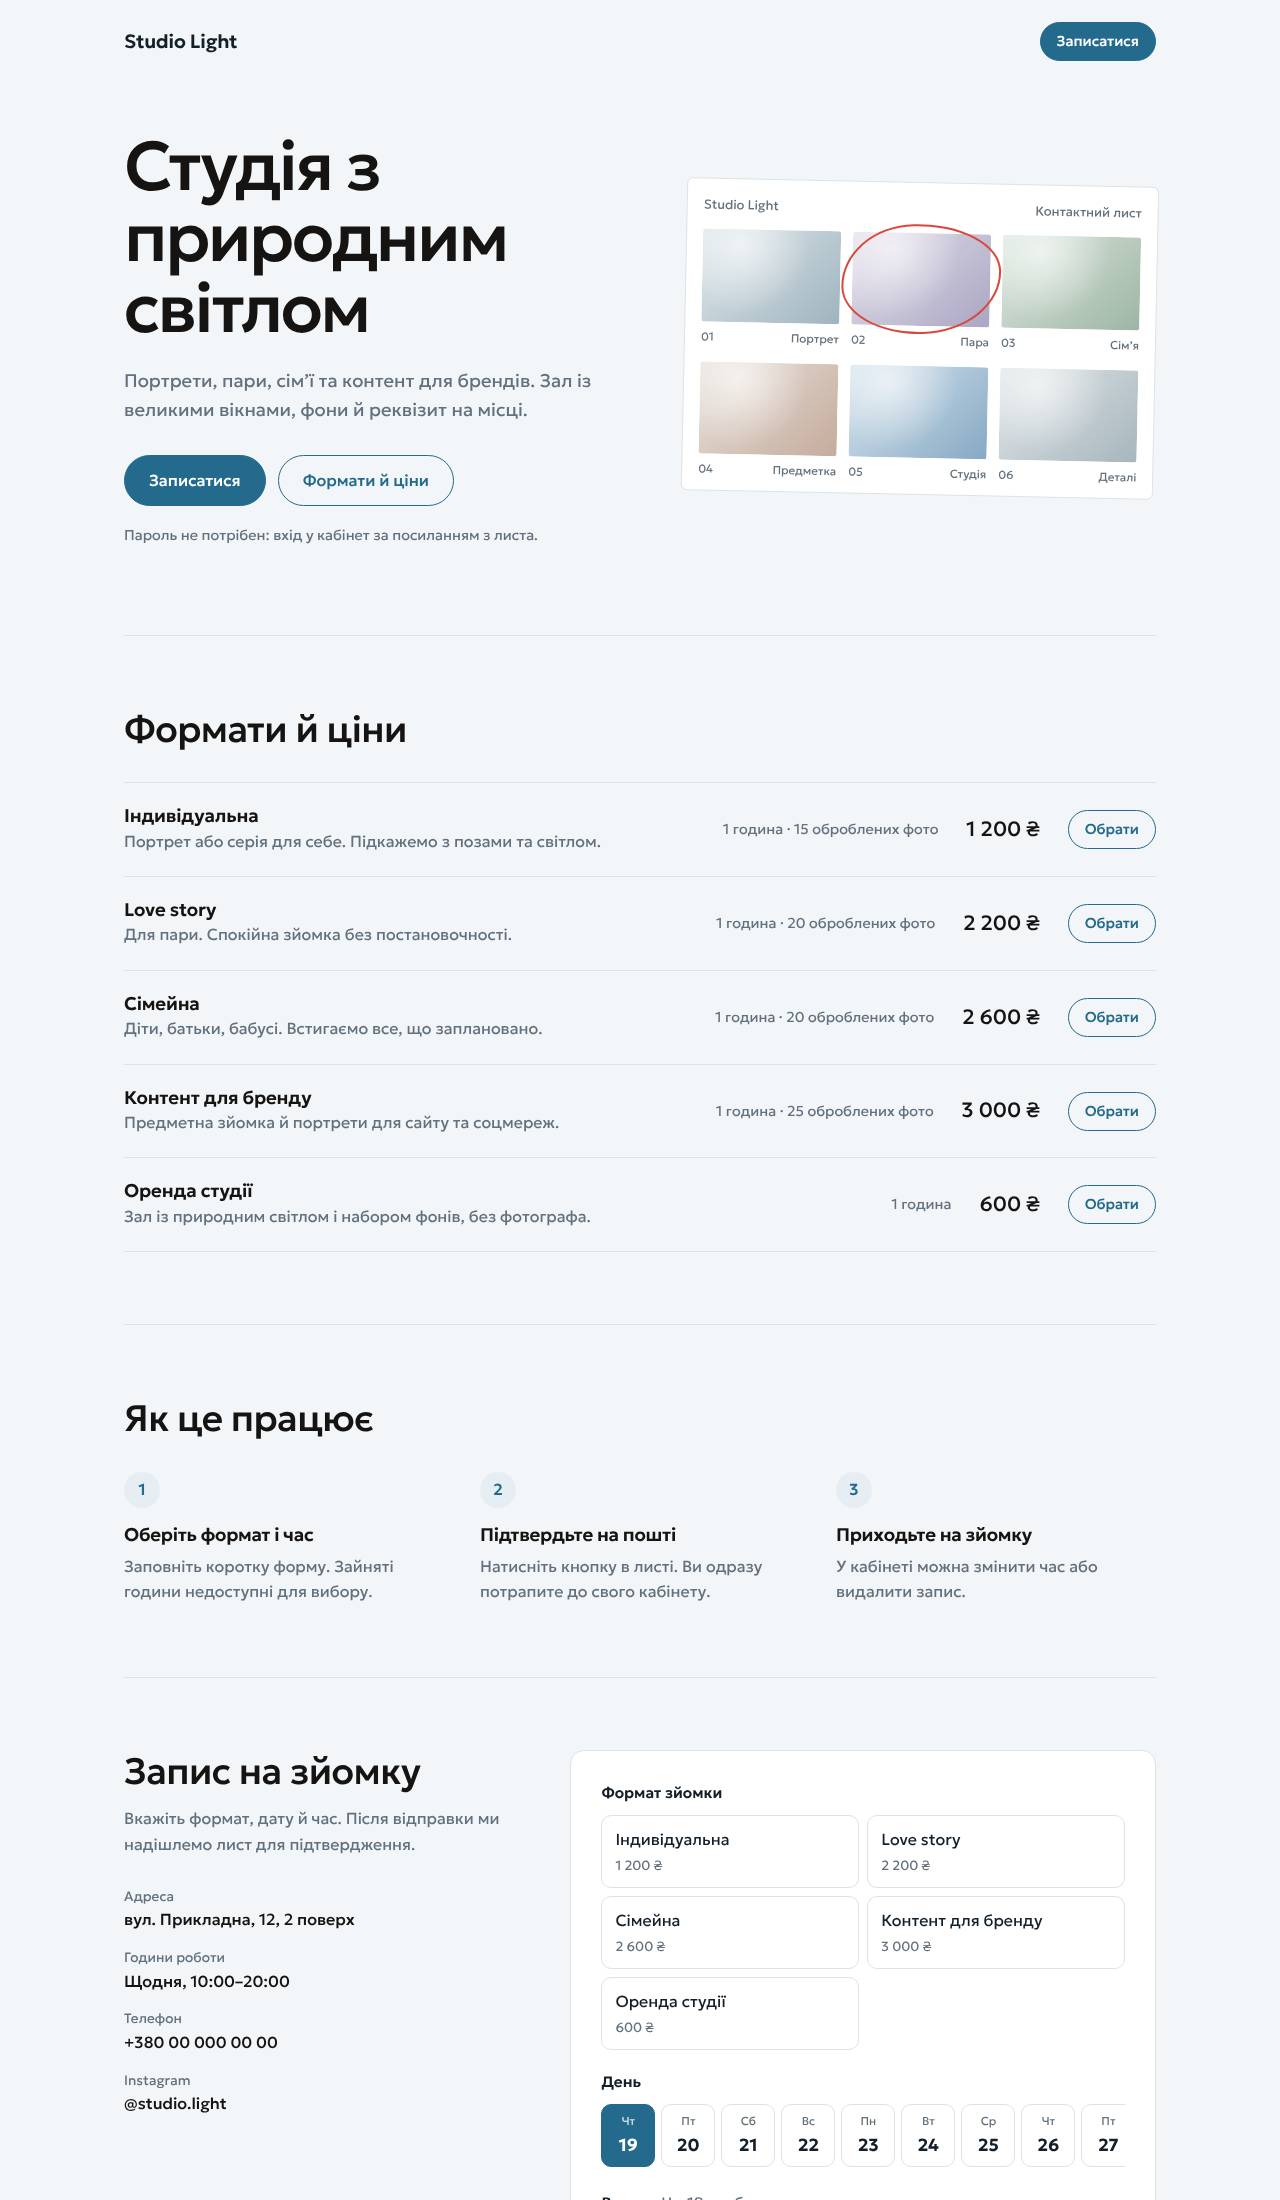 Studio Light
Записатися
Студія з
природним
світлом
Портрети, пари, сім’ї та контент для брендів. Зал із
великими вікнами, фони й реквізит на місці.
Записатися
Формати й ціни
Пароль не потрібен: вхід у кабінет за посиланням з листа.
Studio Light
Контактний лист
01 Портрет
02 Пара
03 Сім’я
04 Предметка
05 Студія
06 Деталі
Формати й ціни
Індивідуальна
Портрет або серія для себе. Підкажемо з позами та світлом.
1 година · 15 оброблених фото
1 200 ₴
Обрати
Love story
Для пари. Спокійна зйомка без постановочності.
1 година · 20 оброблених фото
2 200 ₴
Обрати
Сімейна
Діти, батьки, бабусі. Встигаємо все, що заплановано.
1 година · 20 оброблених фото
2 600 ₴
Обрати
Контент для бренду
Предметна зйомка й портрети для сайту та соцмереж.
1 година · 25 оброблених фото
3 000 ₴
Обрати
Оренда студії
Зал із природним світлом і набором фонів, без фотографа.
1 година
600 ₴
Обрати
Як це працює
1
Оберіть формат і час
Заповніть коротку форму. Зайняті
години недоступні для вибору.
2
Підтвердьте на пошті
Натисніть кнопку в листі. Ви одразу
потрапите до свого кабінету.
3
Приходьте на зйомку
У кабінеті можна змінити час або
видалити запис.
Запис на зйомку
Вкажіть формат, дату й час. Після відправки ми
надішлемо лист для підтвердження.
Адреса
вул. Прикладна, 12, 2 поверх
Години роботи
Щодня, 10:00–20:00
Телефон
+380 00 000 00 00
Instagram
@studio.light
Формат зйомки
Індивідуальна
1 200 ₴
Love story
2 200 ₴
Сімейна
2 600 ₴
Контент для бренду
3 000 ₴
Оренда студії
600 ₴
День
Чт Пт Сб Вс Пн Вт Ср Чт Пт
19 20 21 22 23 24 25 26 27